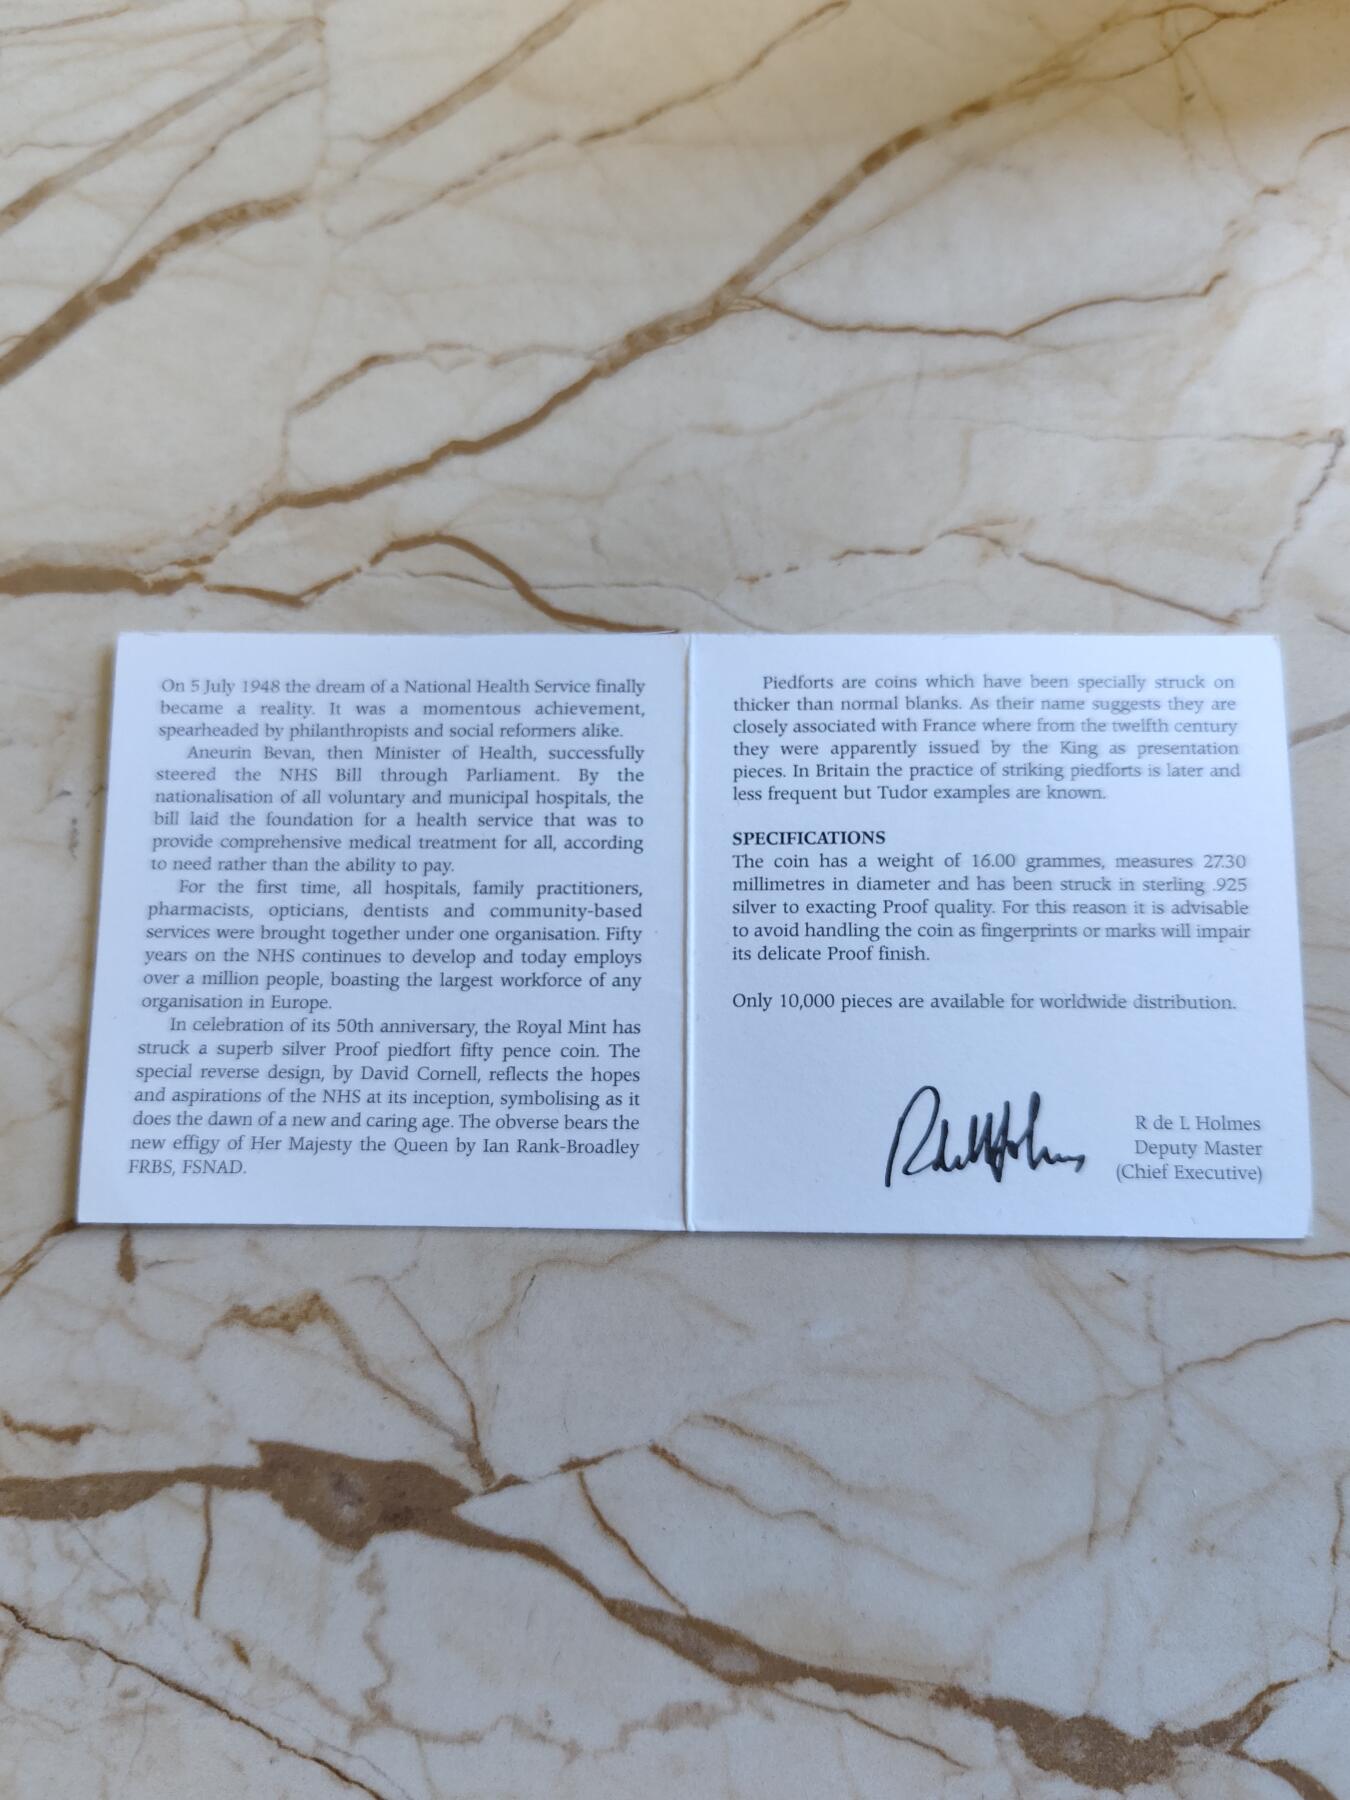 On 5 July 1948 the dream of a National Health Service finally
became a reality. It was a momentous achievement,
spearheaded by philanthropists and social reformers alike.
Aneurin Bevan, then Minister of Health, successfully
steered the NHS Bill through Parliament. By the
nationalisation of all voluntary and municipal hospitals, the
bill laid the foundation for a health service that was to
provide comprehensive medical treatment for all, according
to need rather than the ability to pay.
For the first time, all hospitals, family practitioners,
pharmacists, opticians, dentists and community-based
services were brought together under one organisation. Fifty
years on the NHS continues to develop and today employs
over a million people, boasting the largest workforce of any
organisation in Europe.
In celebration of its 50th anniversary, the Royal Mint has
struck a superb silver Proof piedfort fifty pence coin. The
special reverse design, by David Cornell, reflects the hopes
and aspirations of the NHS at its inception, symbolising as it
does the dawn of a new and caring age. The obverse bears the
new effigy of Her Majesty the Queen by Ian Rank-Broadley
FRBS, FSNAD.
Piedforts are coins which have been specially struck on
thicker than normal blanks. As their name suggests they are
closely associated with France where from the twelfth century
they were apparently issued by the King as presentation
pieces. In Britain the practice of striking piedforts is later and
less frequent but Tudor examples are known.
SPECIFICATIONS
The coin has a weight of 16.00 grammes, measures 27.30
millimetres in diameter and has been struck in sterling .925
silver to exacting Proof quality. For this reason it is advisable
to avoid handling the coin as fingerprints or marks will impair
its delicate Proof finish.
Only 10,000 pieces are available for worldwide distribution.
R de L Holmes
R de L Holmes
Deputy Master
(Chief Executive)